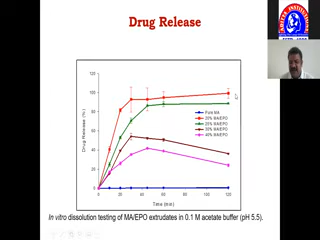 Drug Release
Drug Release (%)
120
100
80
60
40
20
0
Pure MA
20% MA/EPO
25% MA/EPO
30% MA/EPO
40% MA/EPO
0 20 40 60 80 100 120
Time (min)
In vitro dissolution testing of MA/EPO extrudates in 0.1 M acetate buffer (pH 5.5).